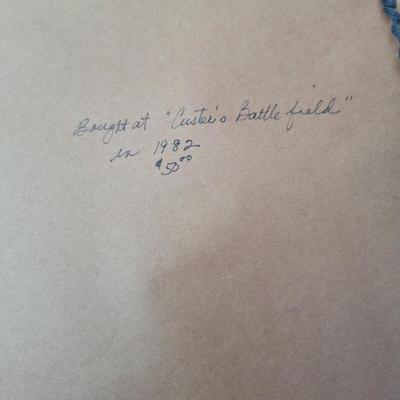 Bought at "Custer's Battle field"
in 1982
$50.00